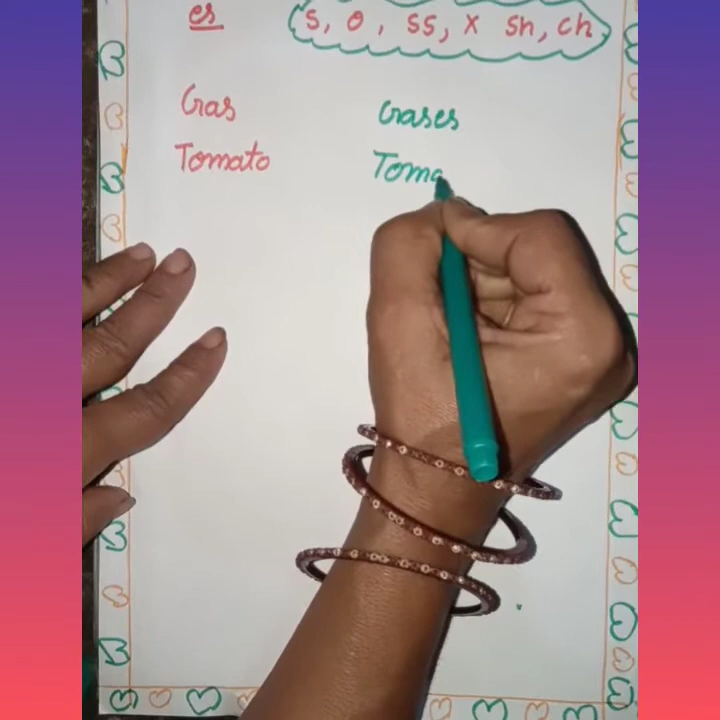 es s, o, ss, x sh, ch
Gas Gases
Tomato Toma